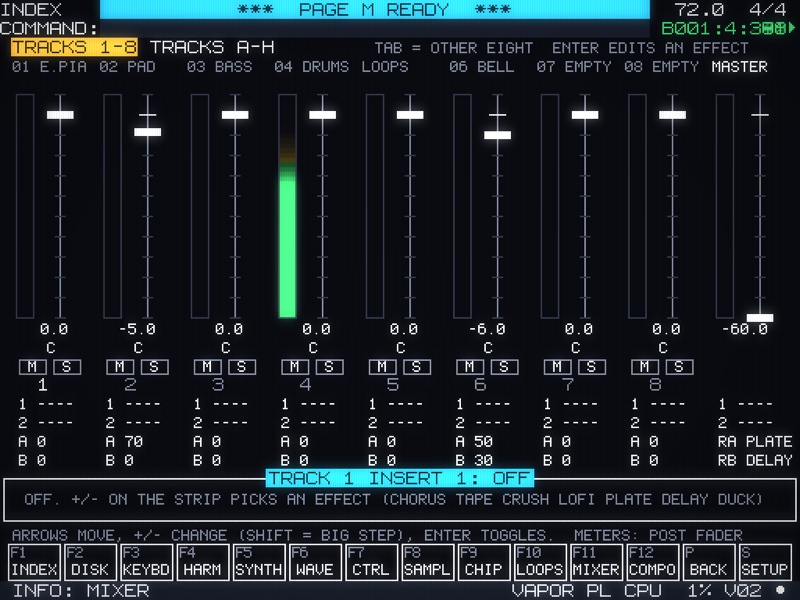 INDEX *** PAGE M READY *** 72.0 4/4
COMMAND: B001:4:3
TRACKS 1-8 TRACKS A-H TAB = OTHER EIGHT ENTER EDITS AN EFFECT
01 E.PIA 02 PAD 03 BASS 04 DRUMS LOOPS 06 BELL 07 EMPTY 08 EMPTY MASTER
0.0 -5.0 0.0 0.0 0.0 -6.0 0.0 0.0 -60.0
C C C C C C C C
M S M S M S M S M S M S M S M S
1 2 3 4 5 6 7 8
1 ---- 1 ---- 1 ---- 1 ---- 1 ---- 1 ---- 1 ---- 1 ---- 1 ----
2 ---- 2 ---- 2 ---- 2 ---- 2 ---- 2 ---- 2 ---- 2 ---- 2 ----
A 0 A 70 A 0 A 0 A 0 A 50 A 0 A 0 RA PLATE
B 0 B 0 B 0 B 0 B 0 B 30 B 0 B 0 RB DELAY
TRACK 1 INSERT 1: OFF
OFF. +/- ON THE STRIP PICKS AN EFFECT (CHORUS TAPE CRUSH LOFI PLATE DELAY DUCK)
ARROWS MOVE, +/- CHANGE (SHIFT = BIG STEP), ENTER TOGGLES. METERS: POST FADER
F1 F2 F3 F4 F5 F6 F7 F8 F9 F10 F11 F12 P S
INDEX DISK KEYBD HARM SYNTH WAVE CTRL SAMPL CHIP LOOPS MIXER COMPO BACK SETUP
INFO: MIXER VAPOR PL CPU 1% V02